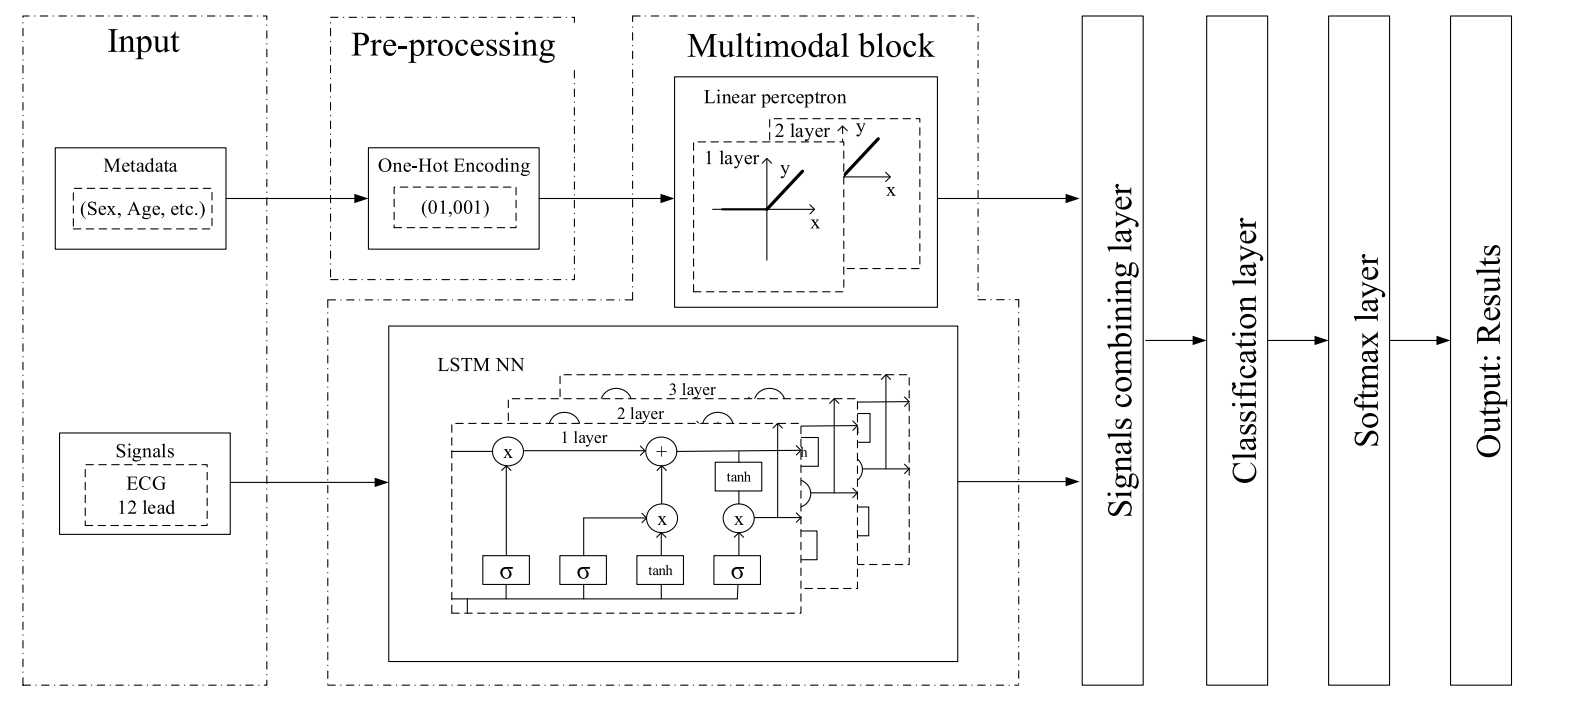 Input
Pre-processing
Multimodal block
Metadata
(Sex, Age, etc.)
One-Hot Encoding
(01,001)
Linear perceptron
2 layer
y
x
1 layer
y
x
Signals
ECG
12 lead
LSTM NN
3 layer
2 layer
1 layer
x
+
h
tanh
x
x
σ
σ
tanh
σ
Signals combining layer
Classification layer
Softmax layer
Output: Results